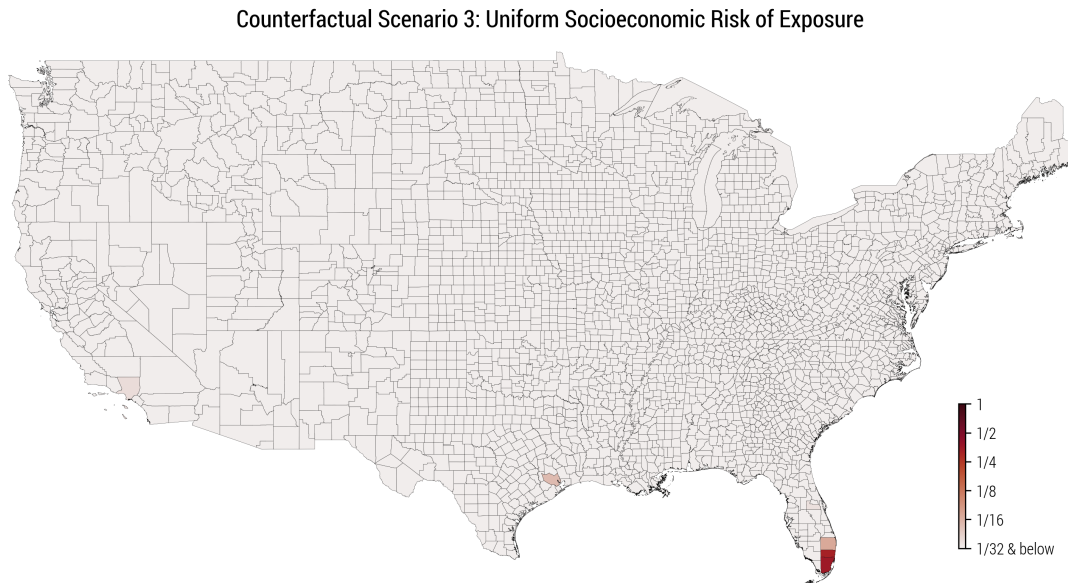 Counterfactual Scenario 3: Uniform Socioeconomic Risk of Exposure
1
1/2
1/4
1/8
1/16
1/32 & below